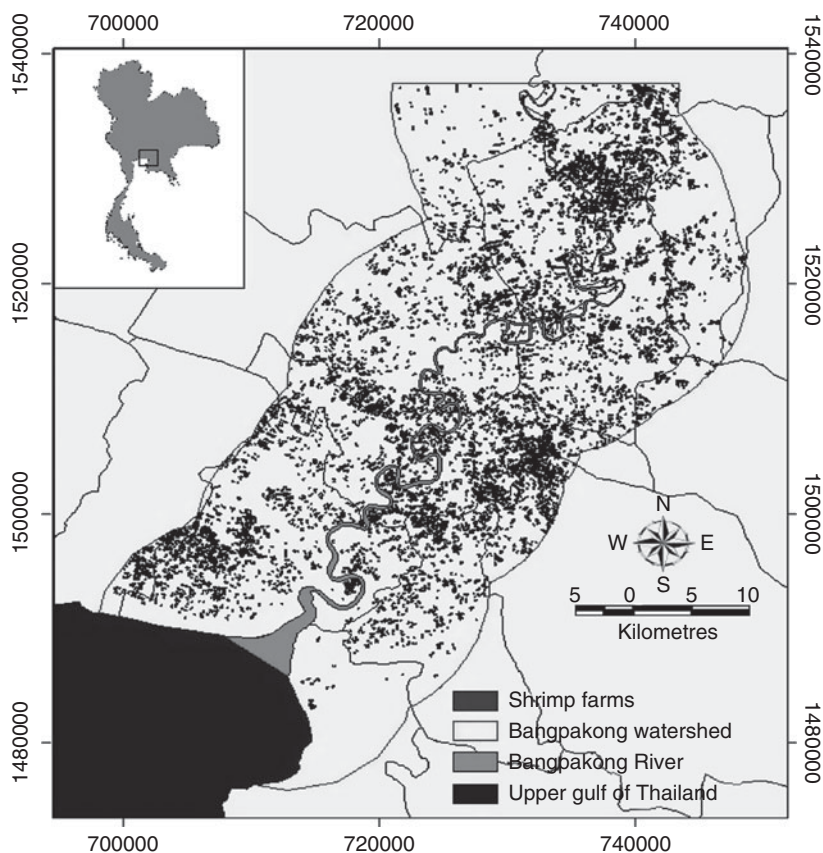 700000 720000 740000
1540000 1540000
1520000 1520000
1500000 1500000
N
W E
S
5 0 5 10
Kilometres
Shrimp farms
Bangpakong watershed
Bangpakong River
Upper gulf of Thailand
1480000 1480000
700000 720000 740000